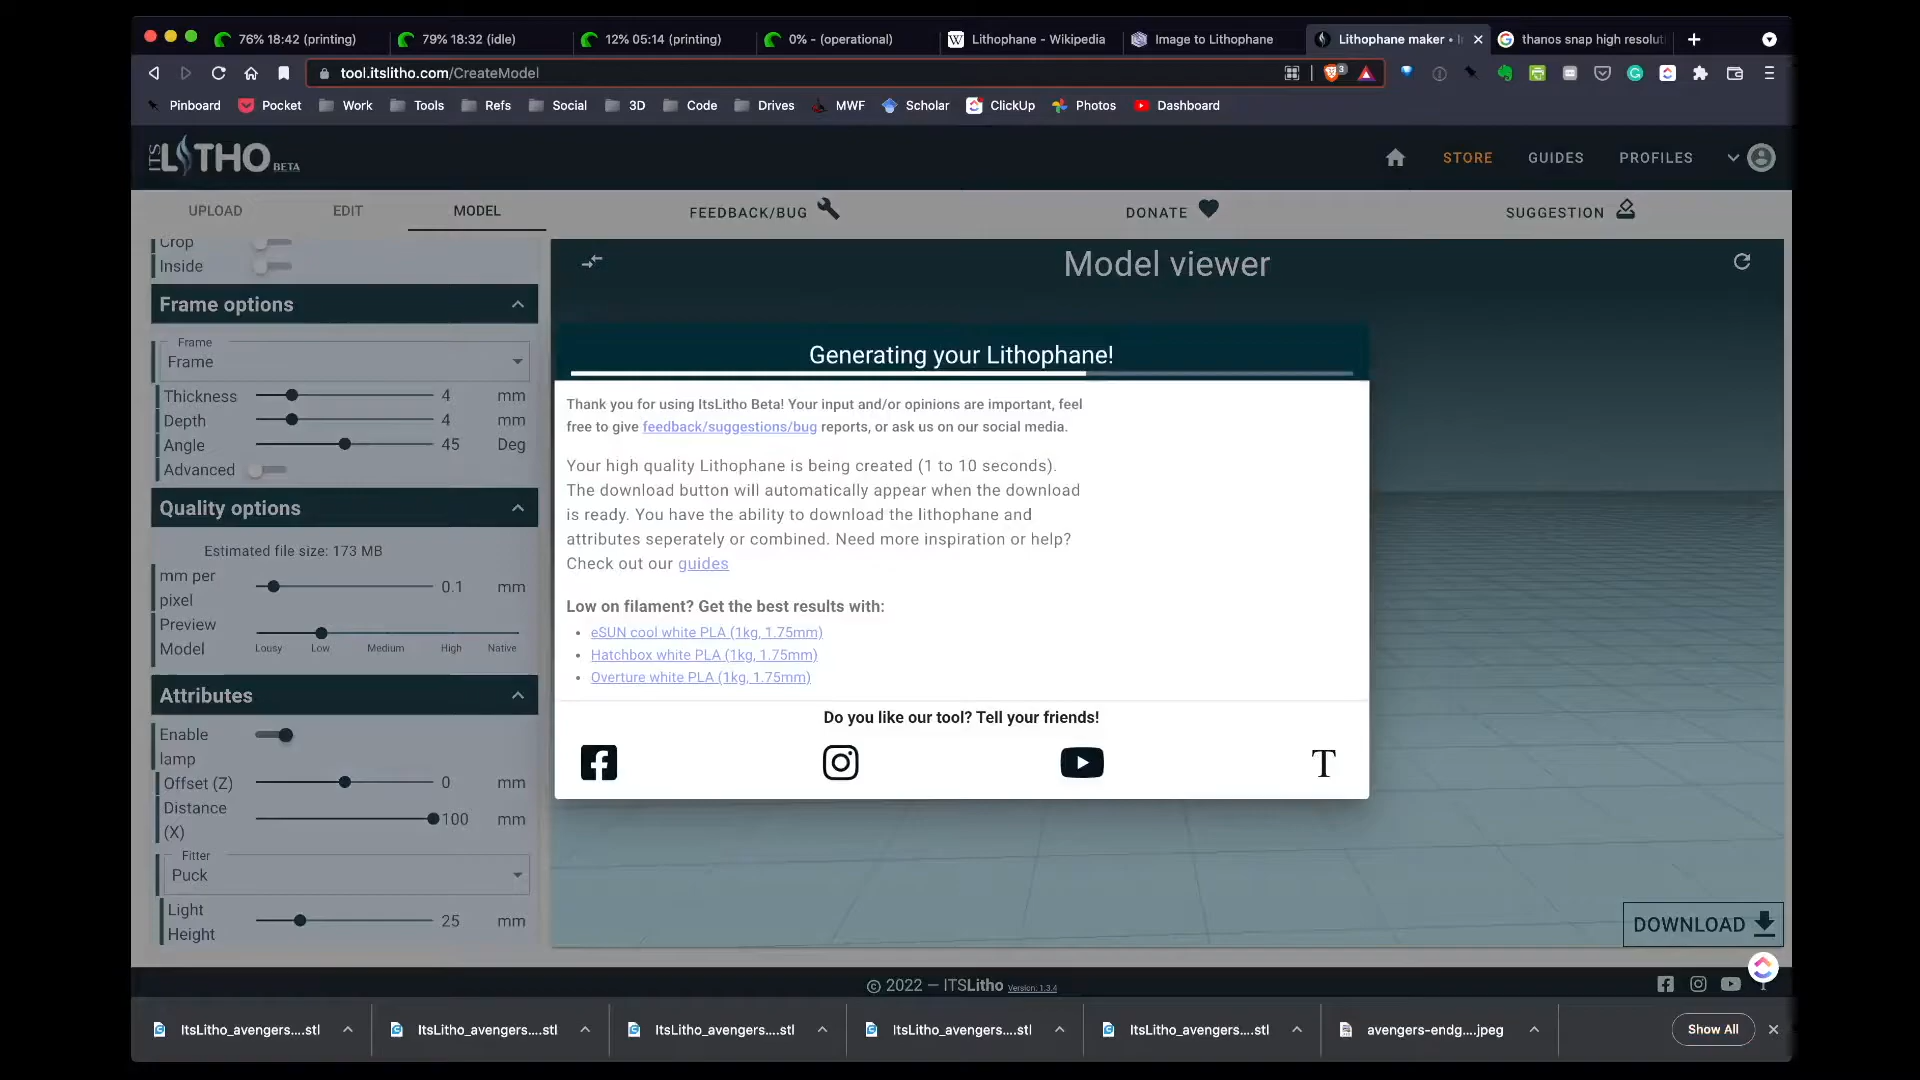 76% 18:42 (printing)
79% 18:32 (idle)
12% 05:14 (printing)
0% - (operational)
Lithophane - Wikipedia
Image to Lithophane
Lithophane maker •
thanos snap high resolut
tool.itslitho.com/CreateModel
3
Pinboard
Pocket
Work
Tools
Refs
Social
3D
Code
Drives
MWF
Scholar
ClickUp
Photos
Dashboard
ITS LITHO BETA
STORE
GUIDES
PROFILES
UPLOAD
EDIT
MODEL
FEEDBACK/BUG
DONATE
SUGGESTION
Crop
Inside
Frame options
Frame
Frame
Thickness 4 mm
Depth 4 mm
Angle 45 Deg
Advanced
Quality options
Estimated file size: 173 MB
mm per
pixel 0.1 mm
Preview
Model
Lousy Low Medium High Native
Attributes
Enable
lamp
Offset (Z) 0 mm
Distance
(X) 100 mm
Fitter
Puck
Light
Height 25 mm
Model viewer
Generating your Lithophane!
Thank you for using ItsLitho Beta! Your input and/or opinions are important, feel
free to give feedback/suggestions/bug reports, or ask us on our social media.
Your high quality Lithophane is being created (1 to 10 seconds).
The download button will automatically appear when the download
is ready. You have the ability to download the lithophane and
attributes seperately or combined. Need more inspiration or help?
Check out our guides
Low on filament? Get the best results with:
• eSUN cool white PLA (1kg, 1.75mm)
• Hatchbox white PLA (1kg, 1.75mm)
• Overture white PLA (1kg, 1.75mm)
Do you like our tool? Tell your friends!
T
DOWNLOAD
© 2022 — ITSLitho Version: 1.3.4
ItsLitho_avengers....stl
ItsLitho_avengers....stl
ItsLitho_avengers....stl
ItsLitho_avengers....stl
ItsLitho_avengers....stl
avengers-endg....jpeg
Show All